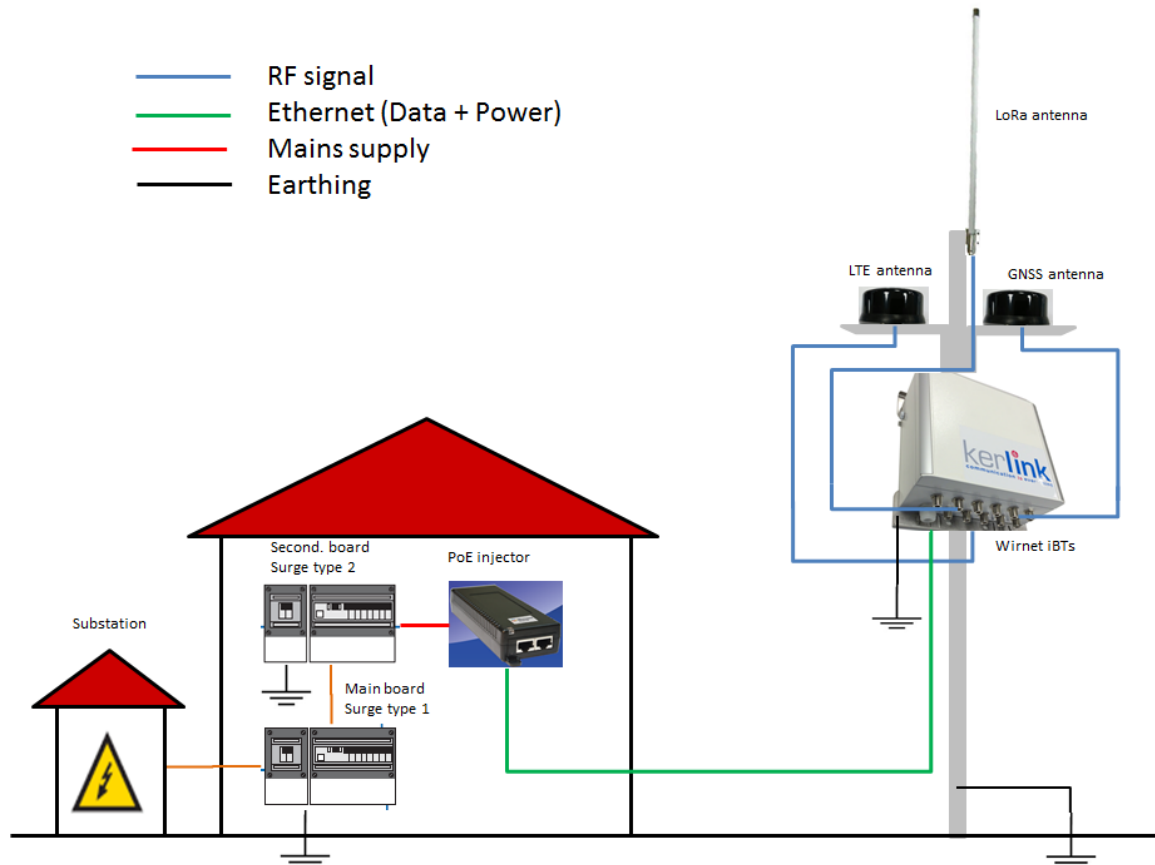 RF signal
Ethernet (Data + Power)
Mains supply
Earthing
LoRa antenna
LTE antenna
GNSS antenna
kerlink
Wirnet iBTs
Second. board
Surge type 2
PoE injector
Substation
Main board
Surge type 1